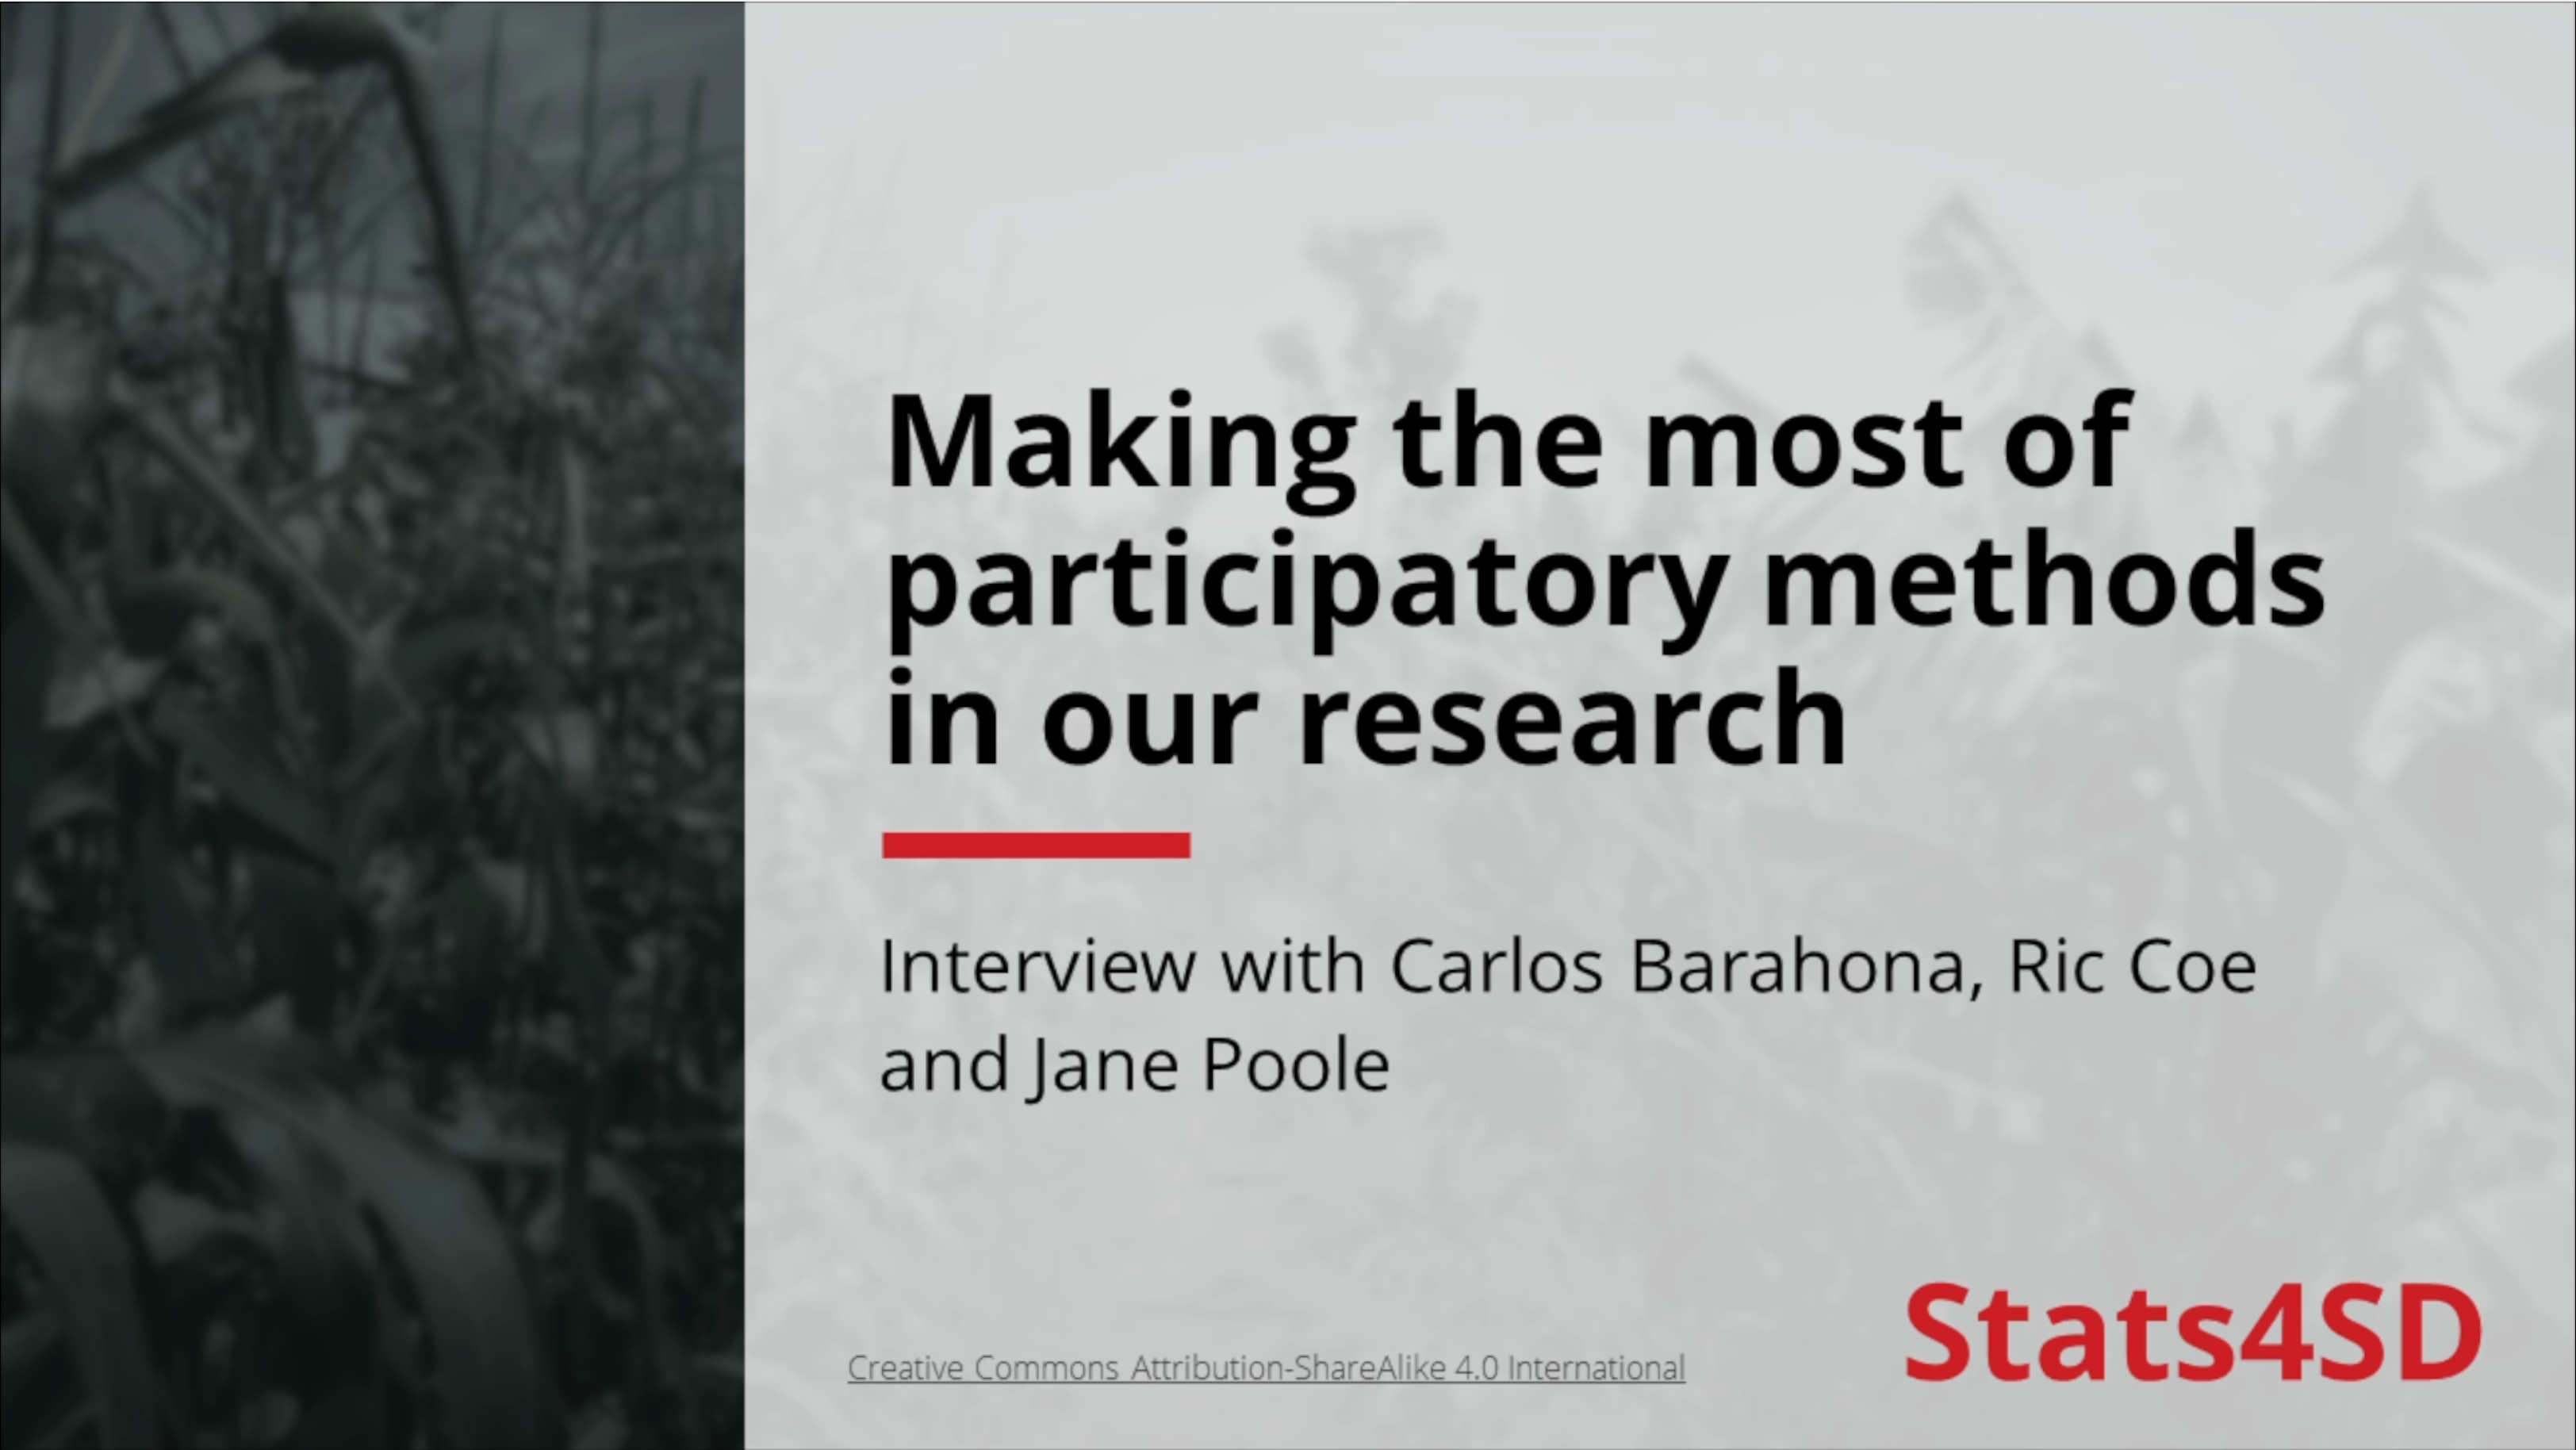 Making the most of
participatory methods
in our research
Interview with Carlos Barahona, Ric Coe
and Jane Poole
Creative Commons Attribution-ShareAlike 4.0 International
Stats4SD